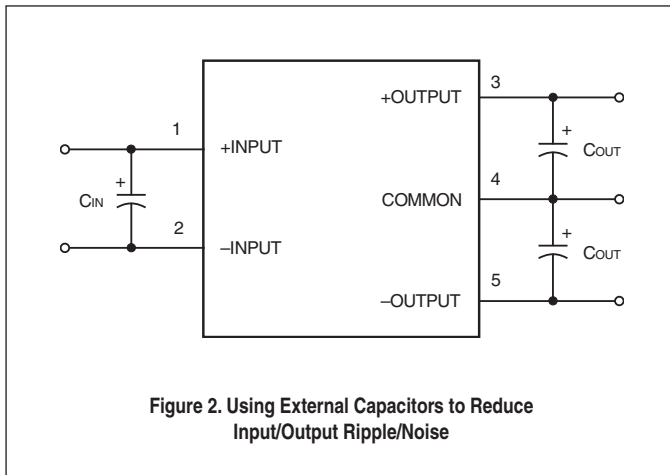 3
+OUTPUT
+
COUT
1
+INPUT
+
CIN
4
COMMON
2
–INPUT
+
COUT
5
–OUTPUT
Figure 2. Using External Capacitors to Reduce
Input/Output Ripple/Noise